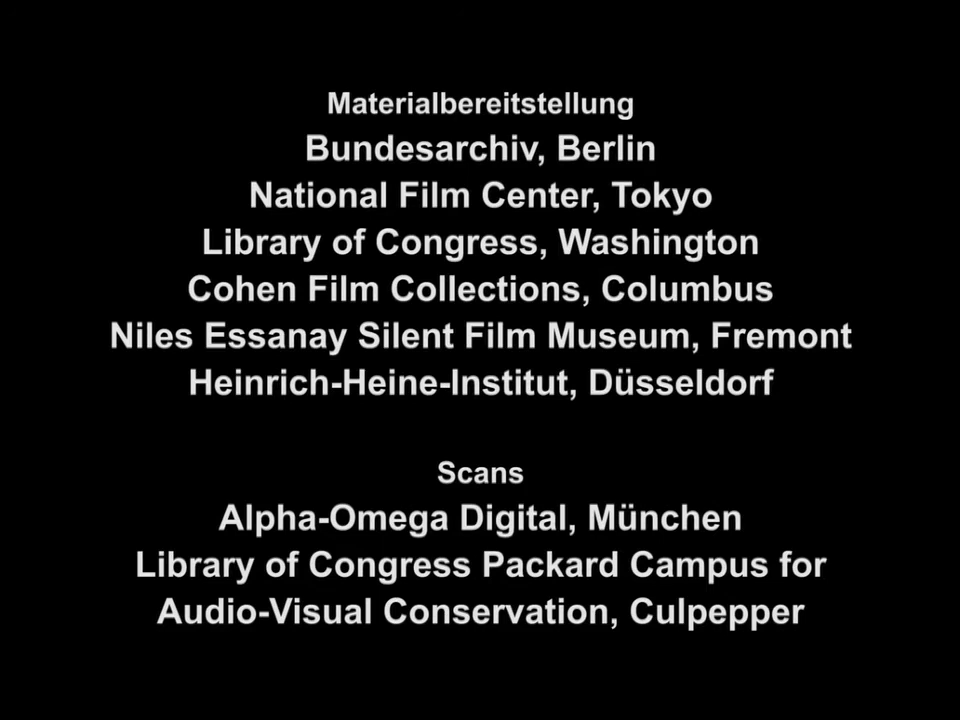 Materialbereitstellung
Bundesarchiv, Berlin
National Film Center, Tokyo
Library of Congress, Washington
Cohen Film Collections, Columbus
Niles Essanay Silent Film Museum, Fremont
Heinrich-Heine-Institut, Düsseldorf
Scans
Alpha-Omega Digital, München
Library of Congress Packard Campus for
Audio-Visual Conservation, Culpepper